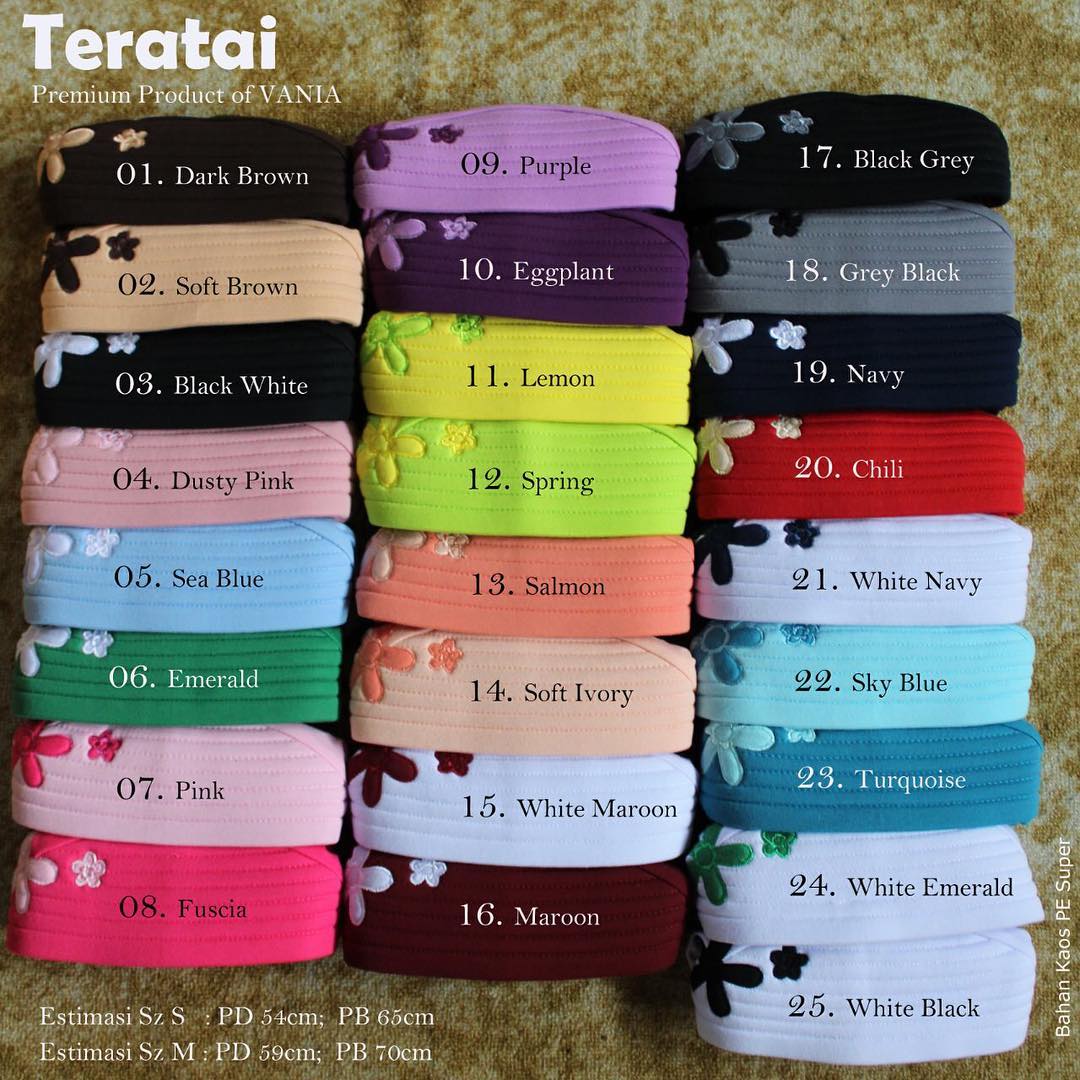 Teratai
Premium Product of VANIA
01. Dark Brown
02. Soft Brown
03. Black White
04. Dusty Pink
05. Sea Blue
06. Emerald
07. Pink
08. Fuscia
09. Purple
10. Eggplant
11. Lemon
12. Spring
13. Salmon
14. Soft Ivory
15. White Maroon
16. Maroon
17. Black Grey
18. Grey Black
19. Navy
20. Chili
21. White Navy
22. Sky Blue
23. Turquoise
24. White Emerald
25. White Black
Bahan Kaos PE Super
Estimasi Sz S : PD 54cm; PB 65cm
Estimasi Sz M : PD 59cm; PB 70cm